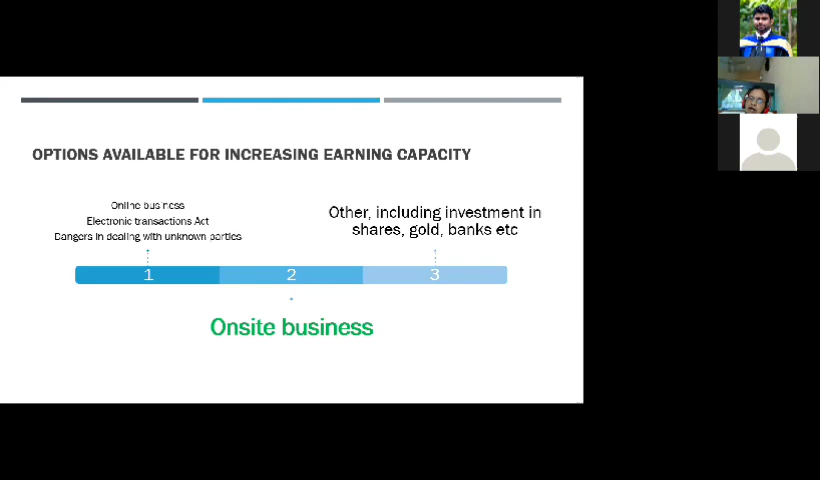 OPTIONS AVAILABLE FOR INCREASING EARNING CAPACITY
Online business
Electronic transactions Act
Dangers in dealing with unknown parties
Other, including investment in
shares, gold, banks etc
1
2
3
Onsite business